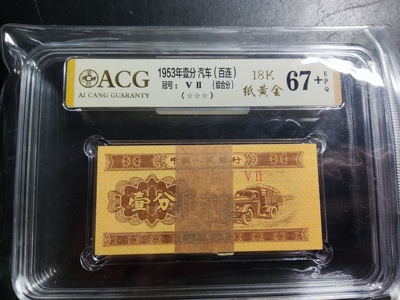 ACG
AI CANG GUARANTY
1953年壹分 汽车（百连）
冠号：V II （综合分）
（☆☆☆）
18K
纸黄金
67+
EPQ
中国人民银行
V II
壹分